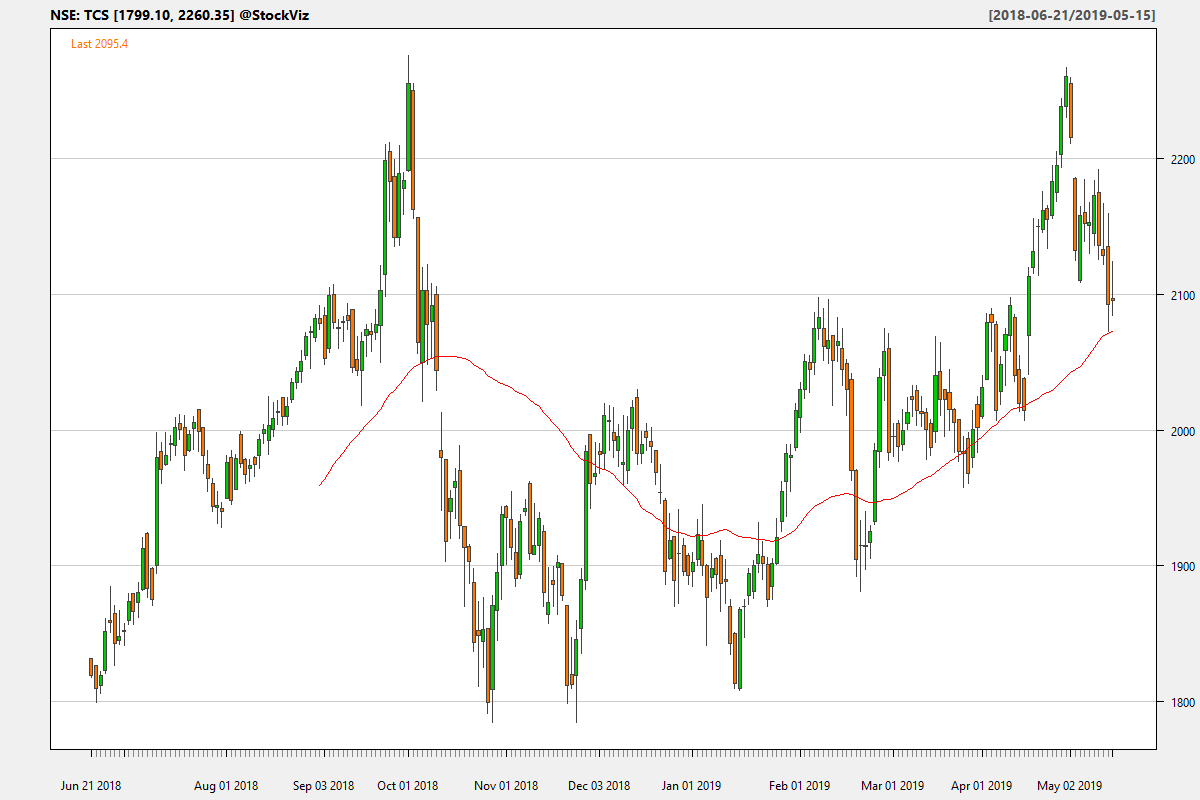 NSE: TCS [1799.10, 2260.35] @StockViz [2018-06-21/2019-05-15]
Last 2095.4
2200
2100
2000
1900
1800
Jun 21 2018 Aug 01 2018 Sep 03 2018 Oct 01 2018 Nov 01 2018 Dec 03 2018 Jan 01 2019 Feb 01 2019 Mar 01 2019 Apr 01 2019 May 02 2019